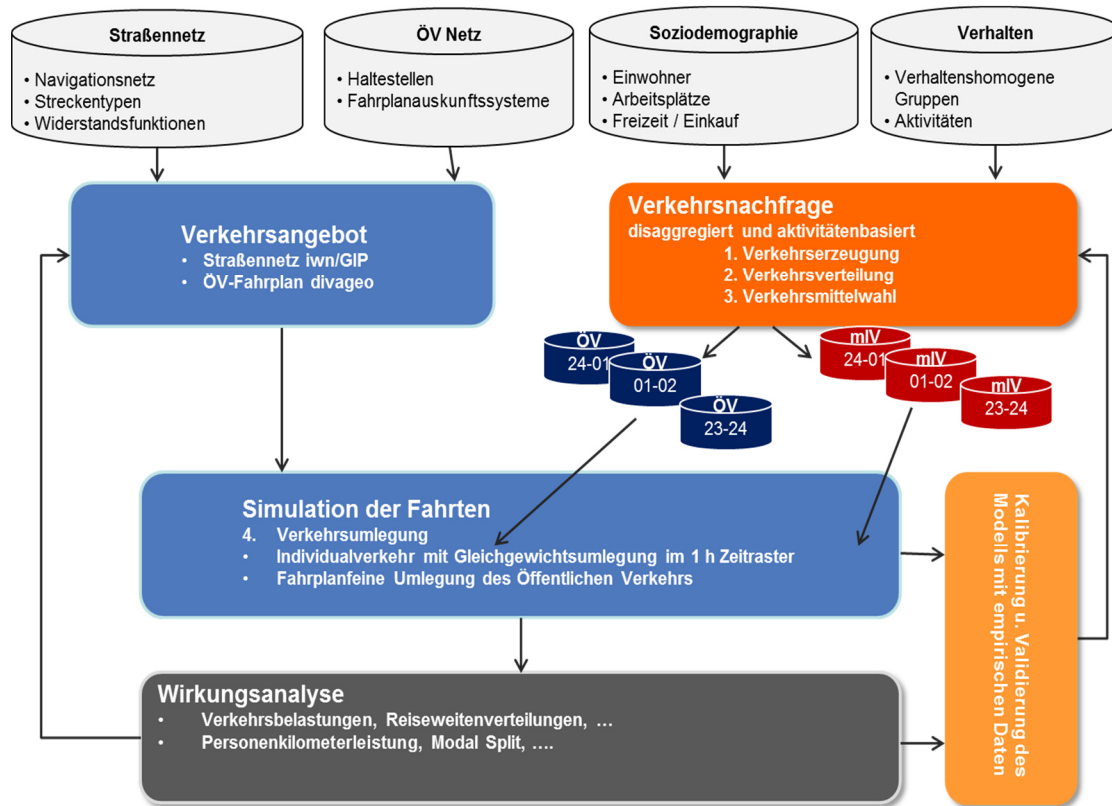 Straßennetz
• Navigationsnetz
• Streckentypen
• Widerstandsfunktionen
ÖV Netz
• Haltestellen
• Fahrplanauskunftssysteme
Soziodemographie
• Einwohner
• Arbeitsplätze
• Freizeit / Einkauf
Verhalten
• Verhaltenshomogene
Gruppen
• Aktivitäten
Verkehrsangebot
• Straßennetz iwn/GIP
• ÖV-Fahrplan divageo
Verkehrsnachfrage
disaggregiert und aktivitätenbasiert
1. Verkehrserzeugung
2. Verkehrsverteilung
3. Verkehrsmittelwahl
ÖV
24-01
ÖV
01-02
ÖV
23-24
mIV
24-01
mIV
01-02
mIV
23-24
Simulation der Fahrten
4. Verkehrsumlegung
• Individualverkehr mit Gleichgewichtsumlegung im 1 h Zeitraster
• Fahrplanfeine Umlegung des Öffentlichen Verkehrs
Kalibrierung u. Validierung des
Modells mit empirischen Daten
Wirkungsanalyse
• Verkehrsbelastungen, Reiseweitenverteilungen, …
• Personenkilometerleistung, Modal Split, ….